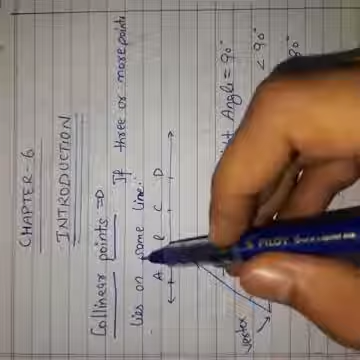 CHAPTER - 6
INTRODUCTION
Collinear points ⇒ If three or more points
lies on same line.
A C D
Angle = 90°
< 90°
90°
vertex
PILOT